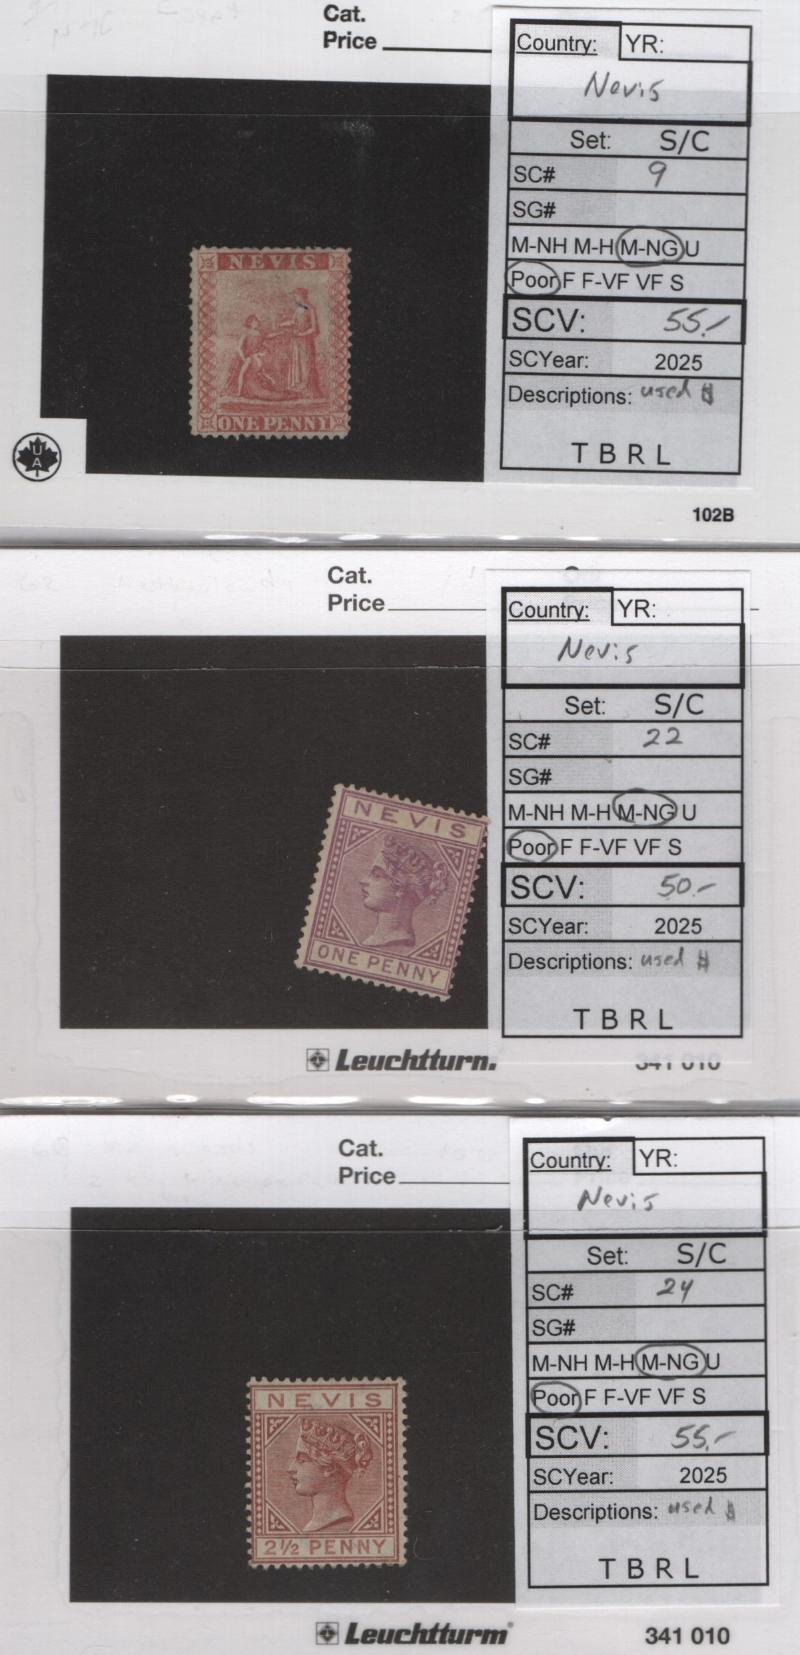 Cat.
Price
Country: YR:
Nevis
Set: S/C
SC# 9
SG#
M-NH M-H M-NG U
Poor F F-VF VF S
SCV: 55.-
SCYear: 2025
Descriptions: used $
T B R L
NEVIS
ONE PENNY
U
A
102B
Cat.
Price
Country: YR:
Nevis
Set: S/C
SC# 22
SG#
M-NH M-H M-NG U
Poor F F-VF VF S
SCV: 50.-
SCYear: 2025
Descriptions: used $
T B R L
NEVIS
ONE PENNY
Leuchtturm.
341 010
Cat.
Price
Country: YR:
Nevis
Set: S/C
SC# 24
SG#
M-NH M-H M-NG U
Poor F F-VF VF S
SCV: 55.-
SCYear: 2025
Descriptions: used $
T B R L
NEVIS
2½ PENNY
Leuchtturm
341 010